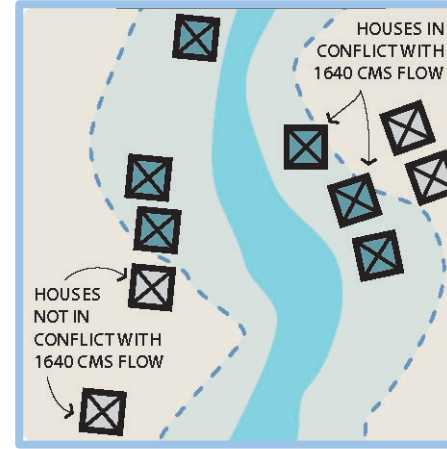 HOUSES IN
CONFLICT WITH
1640 CMS FLOW
HOUSES
NOT IN
CONFLICT WITH
1640 CMS FLOW